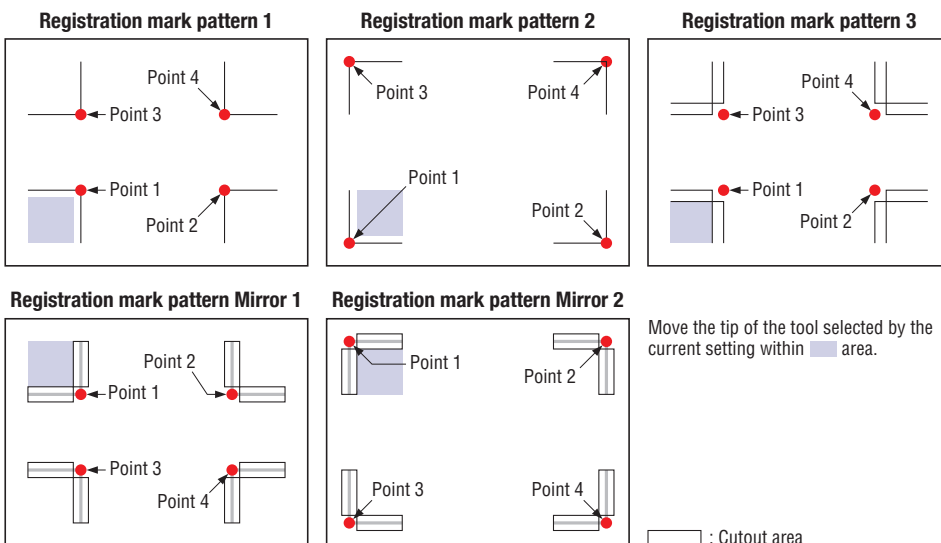 Registration mark pattern 1
Point 4
Point 3
Point 1
Point 2
Registration mark pattern 2
Point 3
Point 4
Point 1
Point 2
Registration mark pattern 3
Point 4
Point 3
Point 1
Point 2
Registration mark pattern Mirror 1
Point 2
Point 1
Point 3
Point 4
Registration mark pattern Mirror 2
Point 1
Point 2
Point 3
Point 4
Move the tip of the tool selected by the
current setting within area.
: Cutout area